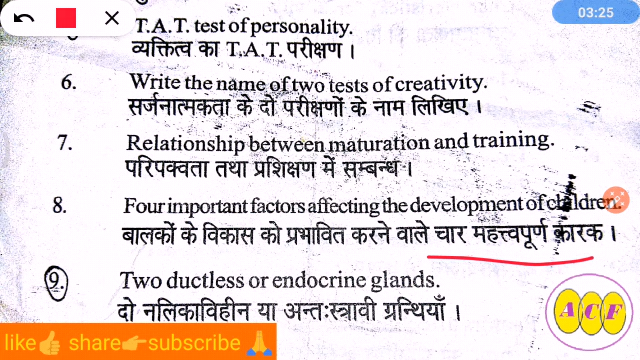 03:25
T.A.T. test of personality.
व्यक्तित्व का T.A.T. परीक्षण ।
6. Write the name of two tests of creativity.
सर्जनात्मकता के दो परीक्षणों के नाम लिखिए ।
7. Relationship between maturation and training.
परिपक्वता तथा प्रशिक्षण में सम्बन्ध ।
8. Four important factors affecting the development of children.
बालकों के विकास को प्रभावित करने वाले चार महत्त्वपूर्ण कारक ।
9. Two ductless or endocrine glands.
दो नलिकाविहीन या अन्तःस्त्रावी ग्रन्थियाँ ।
A C F
like👍 share👉subscribe🙏